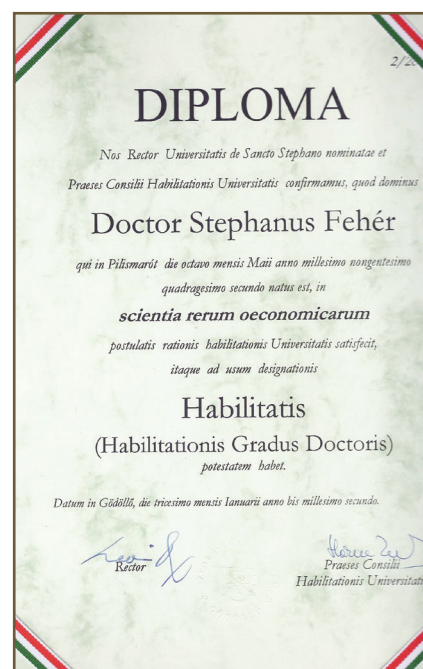 2/20
DIPLOMA
Nos Rector Universitatis de Sancto Stephano nominatae et
Praeses Consilii Habilitationis Universitatis confirmamus, quod dominus
Doctor Stephanus Fehér
qui in Pilismarót die octavo mensis Maii anno millesimo nongentesimo
quadragesimo secundo natus est, in
scientia rerum oeconomicarum
postulatis rationis habilitationis Universitatis satisfecit,
itaque ad usum designationis
Habilitatis
(Habilitationis Gradus Doctoris)
potestatem habet.
Datum in Gödöllő, die tricesimo mensis Ianuarii anno bis millesimo secundo.
Rector
Praeses Consilii
Habilitationis Universitatis